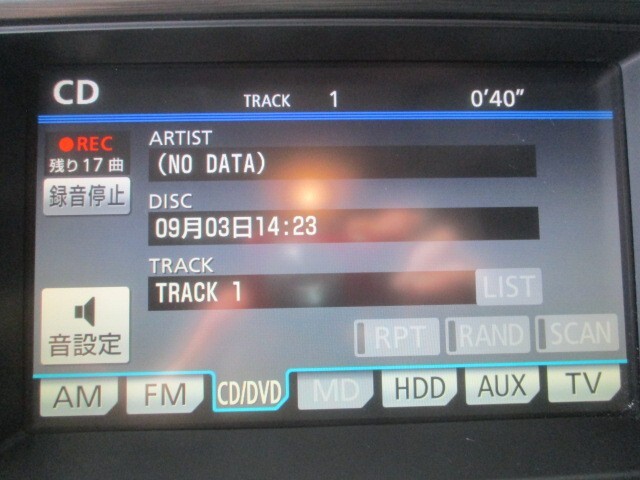 CD TRACK 1 0'40"
●REC
残り17曲
録音停止
ARTIST
(NO DATA)
DISC
09月03日14:23
TRACK
TRACK 1
LIST
音設定
RPT RAND SCAN
AM FM CD/DVD MD HDD AUX TV